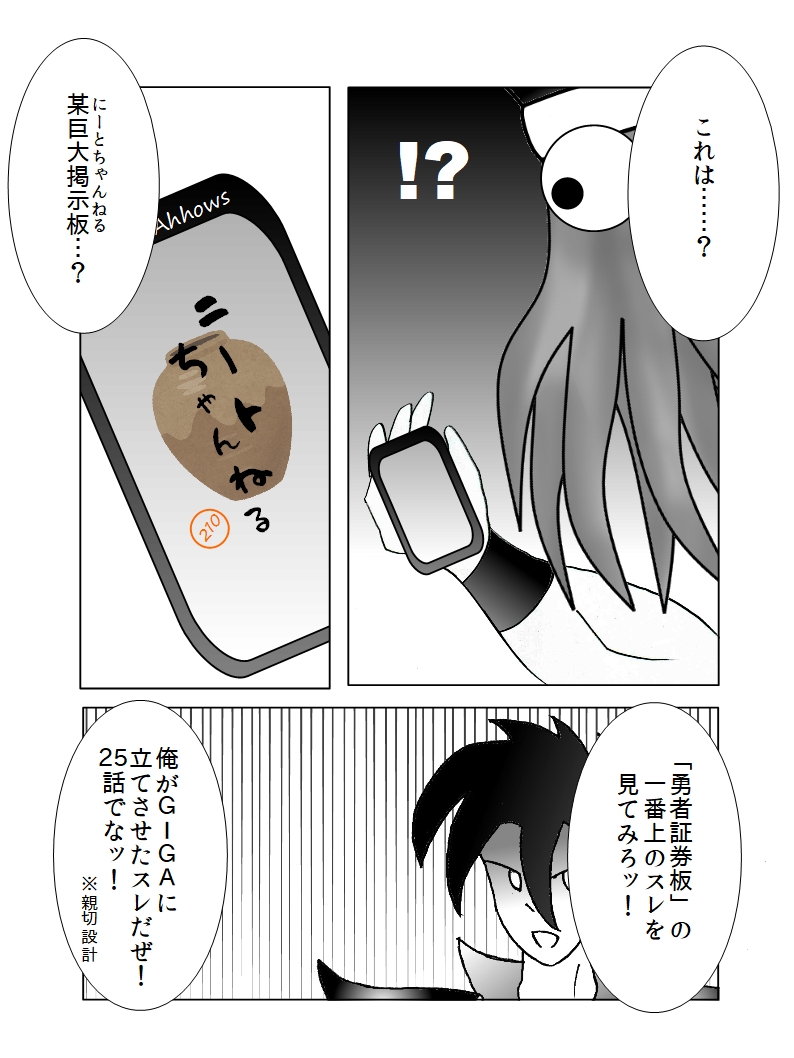 これは……？
!?
にーとちゃんねる
某巨大掲示板…？
Ahhows
ニート
ちゃんねる
210
「勇者証券板」の
一番上のスレを
見てみろッ！
俺がＧＩＧＡに
立てさせたスレだぜ！
25話でなッ！
※親切設計